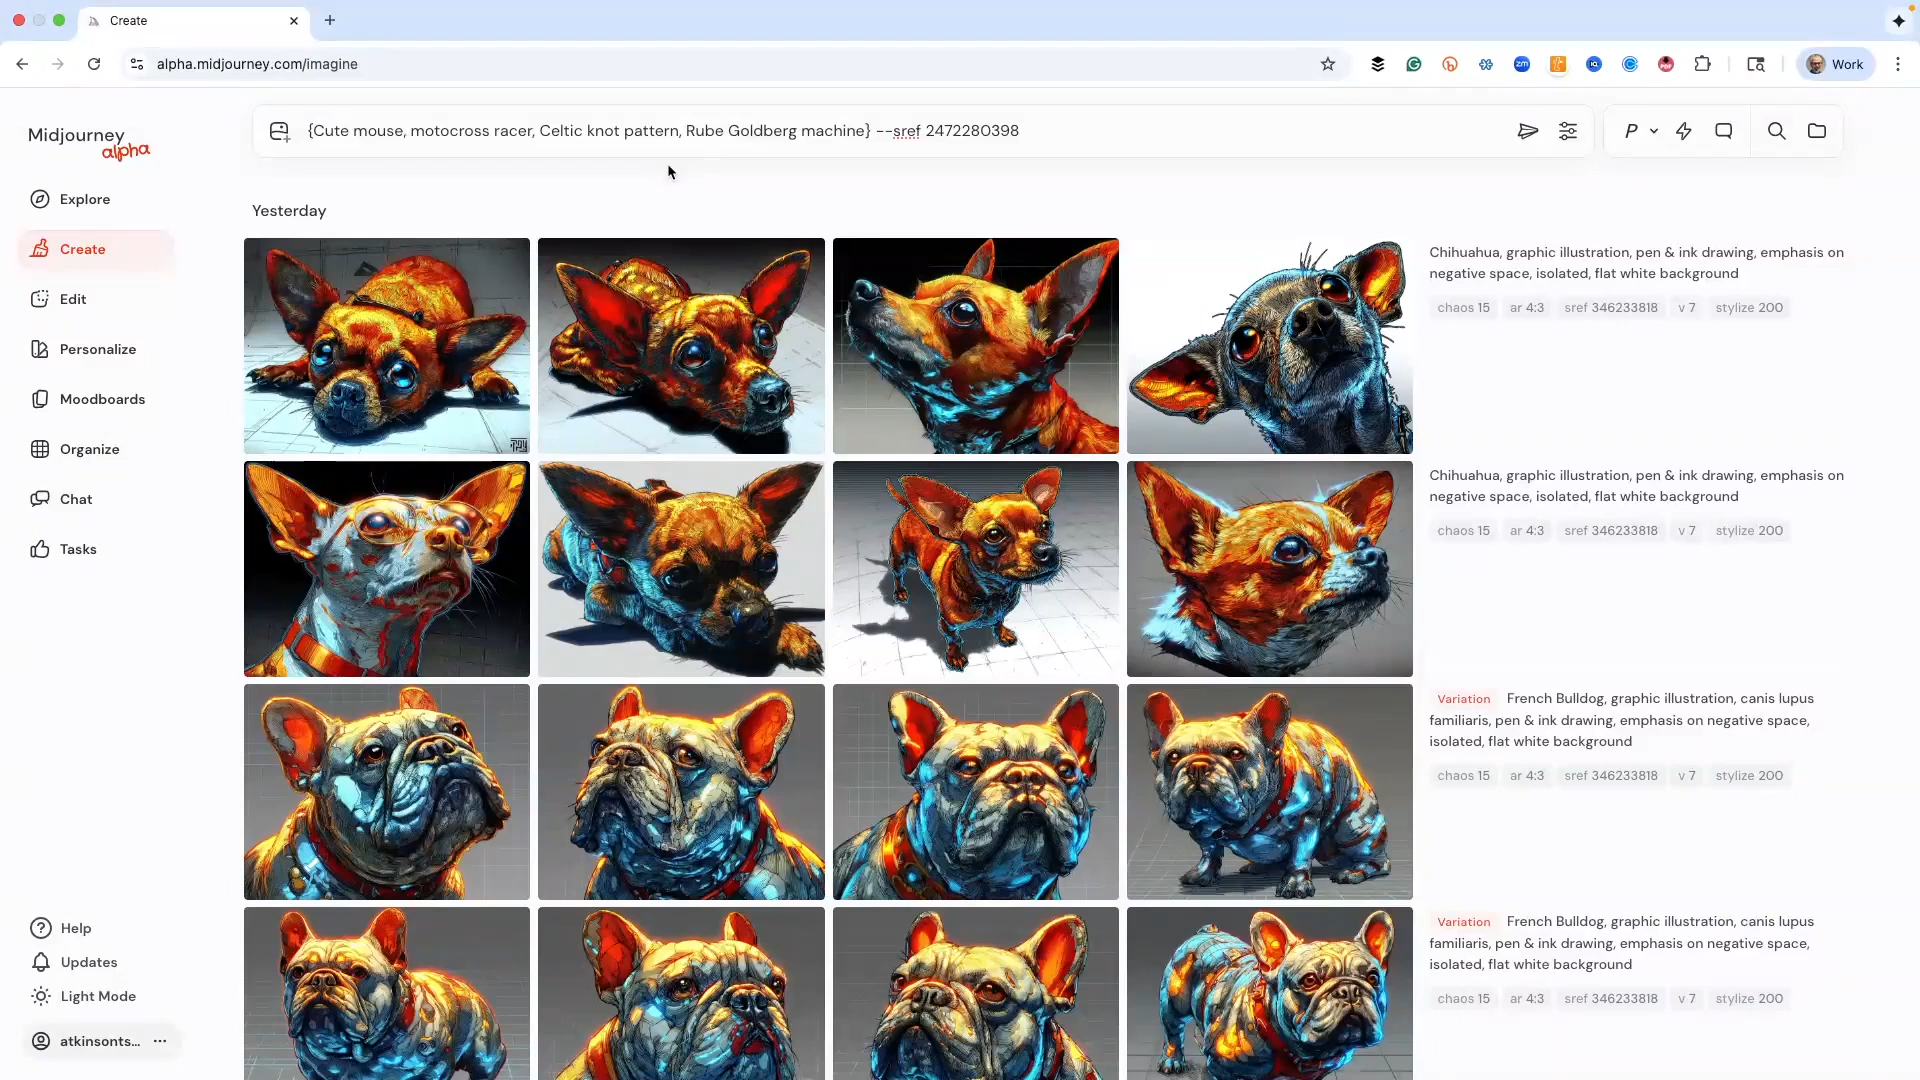 Create
alpha.midjourney.com/imagine
Work
Midjourney
alpha
{Cute mouse, motocross racer, Celtic knot pattern, Rube Goldberg machine} --sref 2472280398
P
Explore
Create
Edit
Personalize
Moodboards
Organize
Chat
Tasks
Help
Updates
Light Mode
atkinsonts...
Yesterday
Chihuahua, graphic illustration, pen & ink drawing, emphasis on
negative space, isolated, flat white background
chaos 15 ar 4:3 sref 346233818 v 7 stylize 200
Chihuahua, graphic illustration, pen & ink drawing, emphasis on
negative space, isolated, flat white background
chaos 15 ar 4:3 sref 346233818 v 7 stylize 200
Variation French Bulldog, graphic illustration, canis lupus
familiaris, pen & ink drawing, emphasis on negative space,
isolated, flat white background
chaos 15 ar 4:3 sref 346233818 v 7 stylize 200
Variation French Bulldog, graphic illustration, canis lupus
familiaris, pen & ink drawing, emphasis on negative space,
isolated, flat white background
chaos 15 ar 4:3 sref 346233818 v 7 stylize 200